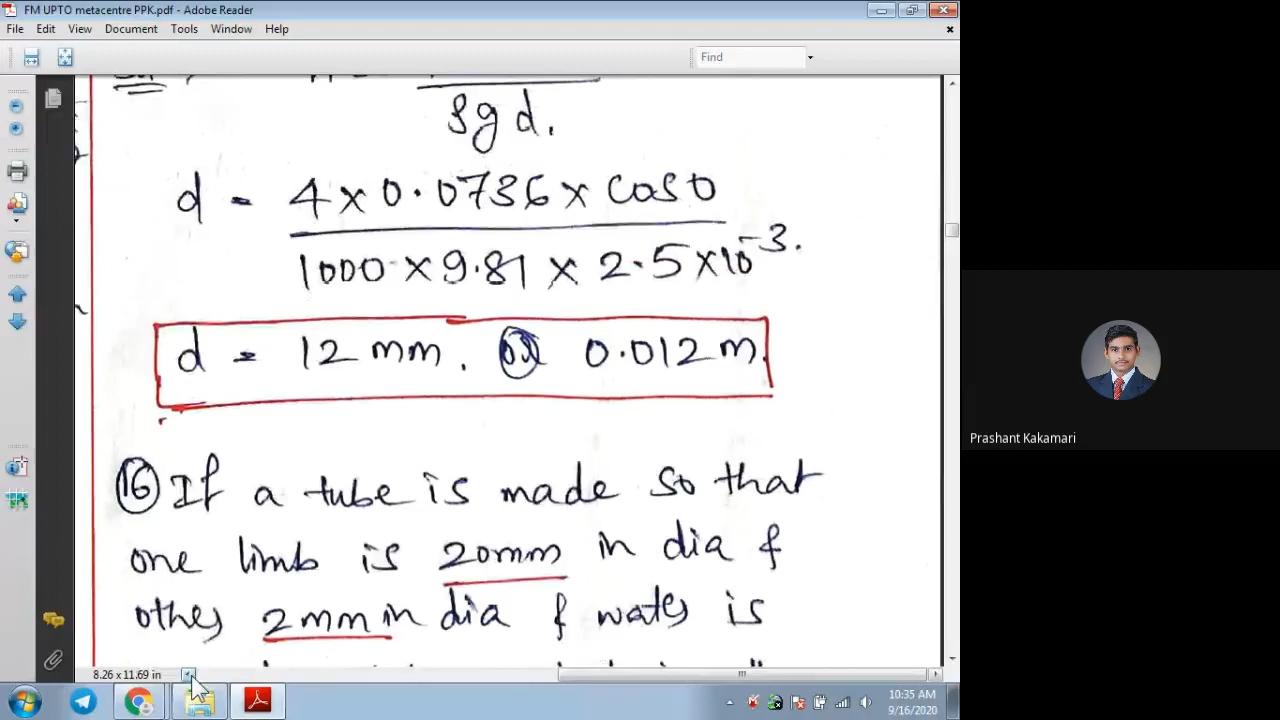 FM UPTO metacentre PPK.pdf - Adobe Reader
File Edit View Document Tools Window Help
Find
ρgd.
d = 4 × 0.0736 × cos 0
1000 × 9.81 × 2.5 × 10⁻³.
d = 12 mm. or 0.012 m.
16 If a tube is made so that
one limb is 20mm in dia &
other 2mm in dia & water is
8.26 x 11.69 in
Prashant Kakamari
10:35 AM
9/16/2020